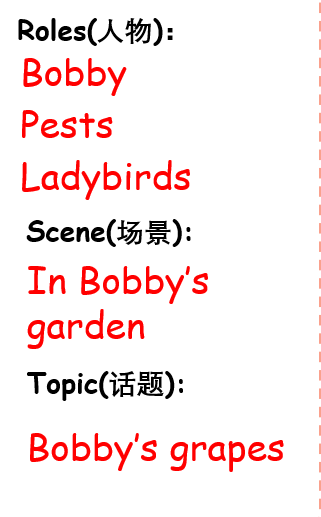 Roles(人物):
Bobby
Pests
Ladybirds
Scene(场景):
In Bobby's
garden
Topic(话题):
Bobby's grapes